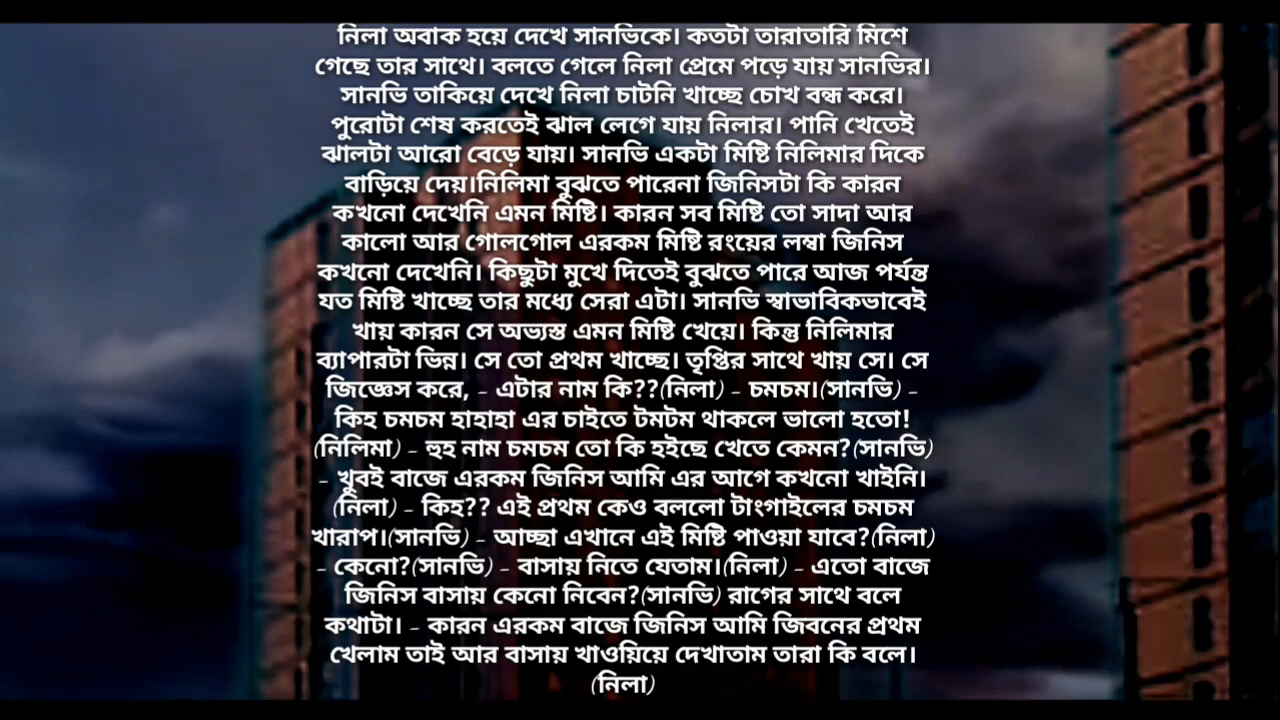 নিলা অবাক হয়ে দেখে সানভিকে। কতটা তারাতারি মিশে
গেছে তার সাথে। বলতে গেলে নিলা প্রেমে পড়ে যায় সানভির।
সানভি তাকিয়ে দেখে নিলা চাটনি খাচ্ছে চোখ বন্ধ করে।
পুরোটা শেষ করতেই ঝাল লেগে যায় নিলার। পানি খেতেই
ঝালটা আরো বেড়ে যায়। সানভি একটা মিষ্টি নিলিমার দিকে
বাড়িয়ে দেয়।নিলিমা বুঝতে পারেনা জিনিসটা কি কারন
কখনো দেখেনি এমন মিষ্টি। কারন সব মিষ্টি তো সাদা আর
কালো আর গোলগোল এরকম মিষ্টি রংয়ের লম্বা জিনিস
কখনো দেখেনি। কিছুটা মুখে দিতেই বুঝতে পারে আজ পর্যন্ত
যত মিষ্টি খাচ্ছে তার মধ্যে সেরা এটা। সানভি স্বাভাবিকভাবেই
খায় কারন সে অভ্যস্ত এমন মিষ্টি খেয়ে। কিন্তু নিলিমার
ব্যাপারটা ভিন্ন। সে তো প্রথম খাচ্ছে। তৃপ্তির সাথে খায় সে। সে
জিজ্ঞেস করে, - এটার নাম কি??(নিলা) - চমচম।(সানভি) -
কিহ চমচম হাহাহা এর চাইতে টমটম থাকলে ভালো হতো!
(নিলিমা) - হুহ নাম চমচম তো কি হইছে খেতে কেমন?(সানভি)
- খুবই বাজে এরকম জিনিস আমি এর আগে কখনো খাইনি।
(নিলা) - কিহ?? এই প্রথম কেও বললো টাংগাইলের চমচম
খারাপ।(সানভি) - আচ্ছা এখানে এই মিষ্টি পাওয়া যাবে?(নিলা)
- কেনো?(সানভি) - বাসায় নিতে যেতাম।(নিলা) - এতো বাজে
জিনিস বাসায় কেনো নিবেন?(সানভি) রাগের সাথে বলে
কথাটা। - কারন এরকম বাজে জিনিস আমি জিবনের প্রথম
খেলাম তাই আর বাসায় খাওয়িয়ে দেখাতাম তারা কি বলে।
(নিলা)